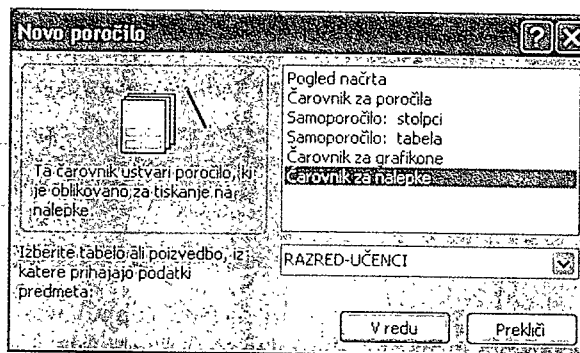 Novo poročilo
Ta čarovnik ustvari poročilo, ki
je oblikovano za tiskanje na
nalepke.
Pogled načrta
Čarovnik za poročila
Samoporočilo: stolpci
Samoporočilo: tabela
Čarovnik za grafikone
Čarovnik za nalepke
Izberite tabelo ali poizvedbo, iz
katere prihajajo podatki
predmeta:
RAZRED-UČENCI
V redu
Prekliči